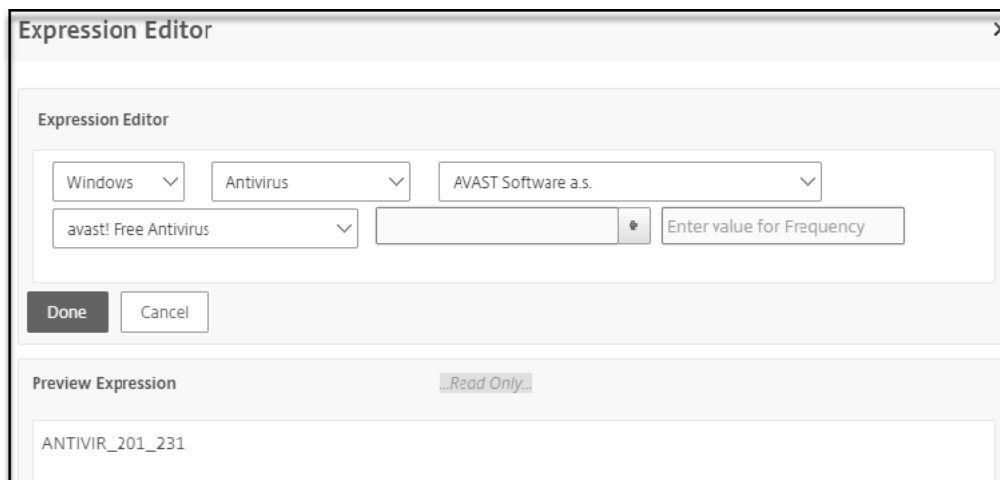 Expression Editor
Expression Editor
Windows Antivirus AVAST Software a.s.
avast! Free Antivirus Enter value for Frequency
Done Cancel
Preview Expression ...Read Only...
ANTIVIR_201_231